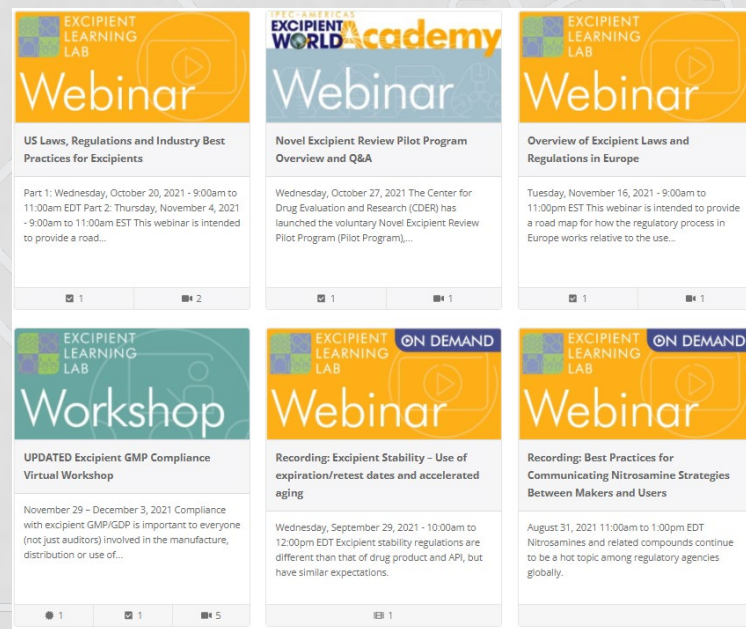 EXCIPIENT
LEARNING
LAB
Webinar
US Laws, Regulations and Industry Best
Practices for Excipients
Part 1: Wednesday, October 20, 2021 - 9:00am to
11:00am EDT Part 2: Thursday, November 4, 2021
- 9:00am to 11:00am EST This webinar is intended
to provide a road...
1
2
IPEC-AMERICAS
EXCIPIENT
WORLD Academy
Webinar
Novel Excipient Review Pilot Program
Overview and Q&A
Wednesday, October 27, 2021 The Center for
Drug Evaluation and Research (CDER) has
launched the voluntary Novel Excipient Review
Pilot Program (Pilot Program),...
1
1
EXCIPIENT
LEARNING
LAB
Webinar
Overview of Excipient Laws and
Regulations in Europe
Tuesday, November 16, 2021 - 9:00am to
11:00pm EST This webinar is intended to provide
a road map for how the regulatory process in
Europe works relative to the use...
1
1
EXCIPIENT
LEARNING
LAB
Workshop
UPDATED Excipient GMP Compliance
Virtual Workshop
November 29 – December 3, 2021 Compliance
with excipient GMP/GDP is important to everyone
(not just auditors) involved in the manufacture,
distribution or use of...
1
1
5
EXCIPIENT
LEARNING
LAB
ON DEMAND
Webinar
Recording: Excipient Stability – Use of
expiration/retest dates and accelerated
aging
Wednesday, September 29, 2021 - 10:00am to
12:00pm EDT Excipient stability regulations are
different than that of drug product and API, but
have similar expectations.
1
EXCIPIENT
LEARNING
LAB
ON DEMAND
Webinar
Recording: Best Practices for
Communicating Nitrosamine Strategies
Between Makers and Users
August 31, 2021 11:00am to 1:00pm EDT
Nitrosamines and related compounds continue
to be a hot topic among regulatory agencies
globally.